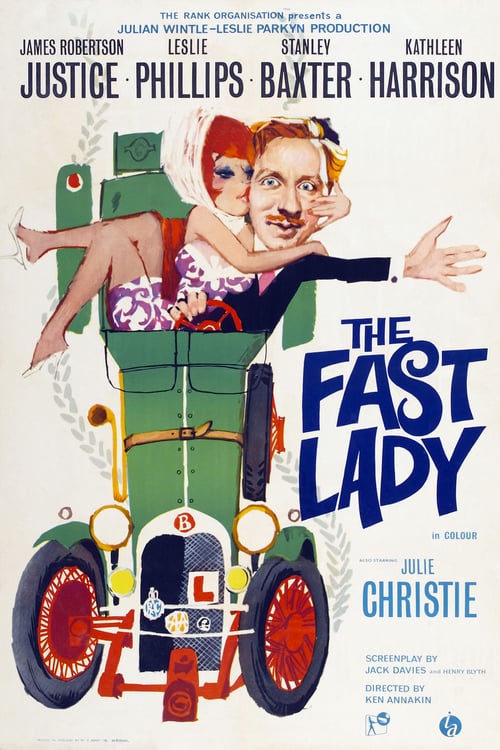 THE RANK ORGANISATION presents a
JULIAN WINTLE–LESLIE PARKYN PRODUCTION
JAMES ROBERTSON JUSTICE · LESLIE PHILLIPS · STANLEY BAXTER · KATHLEEN HARRISON
THE
FAST
LADY
in COLOUR
ALSO STARRING
JULIE
CHRISTIE
SCREENPLAY BY
JACK DAVIES and HENRY BLYTH
DIRECTED BY
KEN ANNAKIN
B
L
RAC